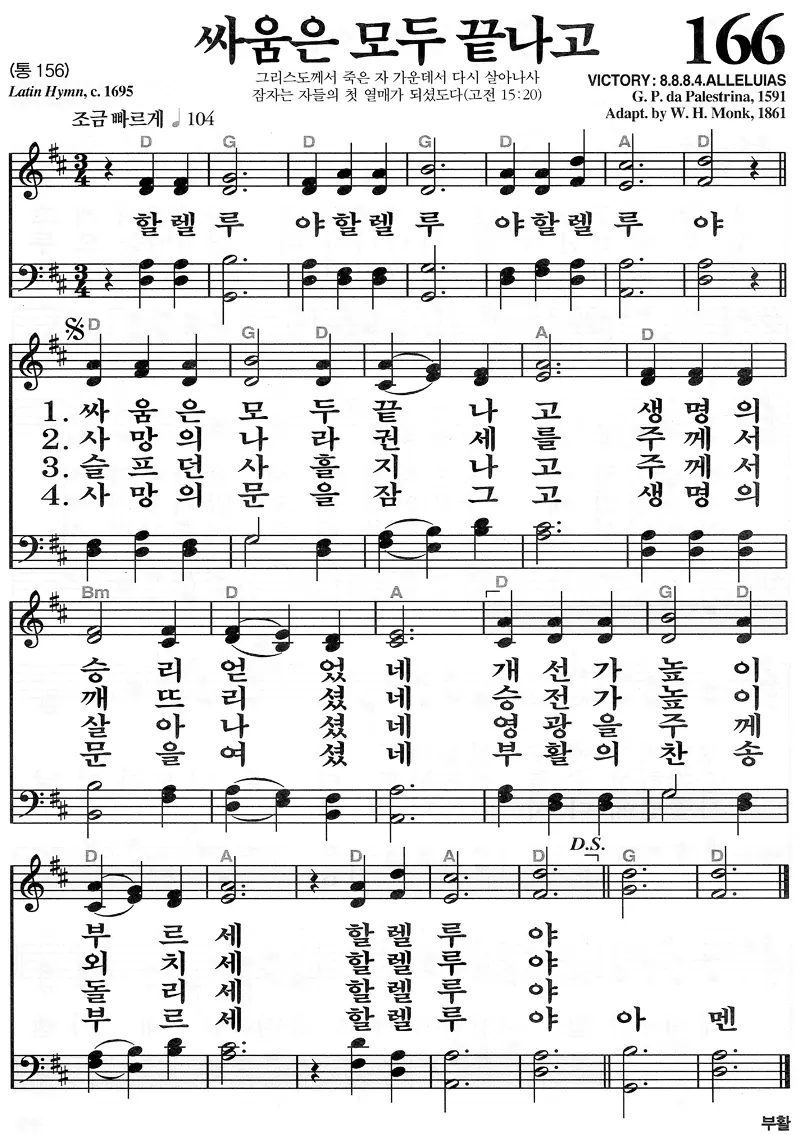 싸움은 모두 끝나고 166
(통 156)
그리스도께서 죽은 자 가운데서 다시 살아나사
VICTORY: 8.8.8.4.ALLELUIAS
Latin Hymn, c. 1695
잠자는 자들의 첫 열매가 되셨도다(고전 15:20)
G. P. da Palestrina, 1591
Adapt. by W. H. Monk, 1861
조금 빠르게 ♩104
D G D G D A D
3 4
할 렐 루 야 할 렐 루 야 할 렐 루 야
3 4
D G D A D
1. 싸 움 은 모 두 끝 나 고 생 명 의
2. 사 망 의 나 라 권 세 를 주 께 서
3. 슬 프 던 사 흘 지 나 고 주 께 서
4. 사 망 의 문 을 잠 그 고 생 명 의
Bm D A D G D
승 리 얻 었 네 개 선 가 높 이
깨 뜨 리 셨 네 승 전 가 높 이
살 아 나 셨 네 영 광 을 주 께
문 을 여 셨 네 부 활 의 찬 송
D.S.
D A D A D G D
부 르 세 할 렐 루 야
외 치 세 할 렐 루 야
돌 리 세 할 렐 루 야
부 르 세 할 렐 루 야 아 멘
부활